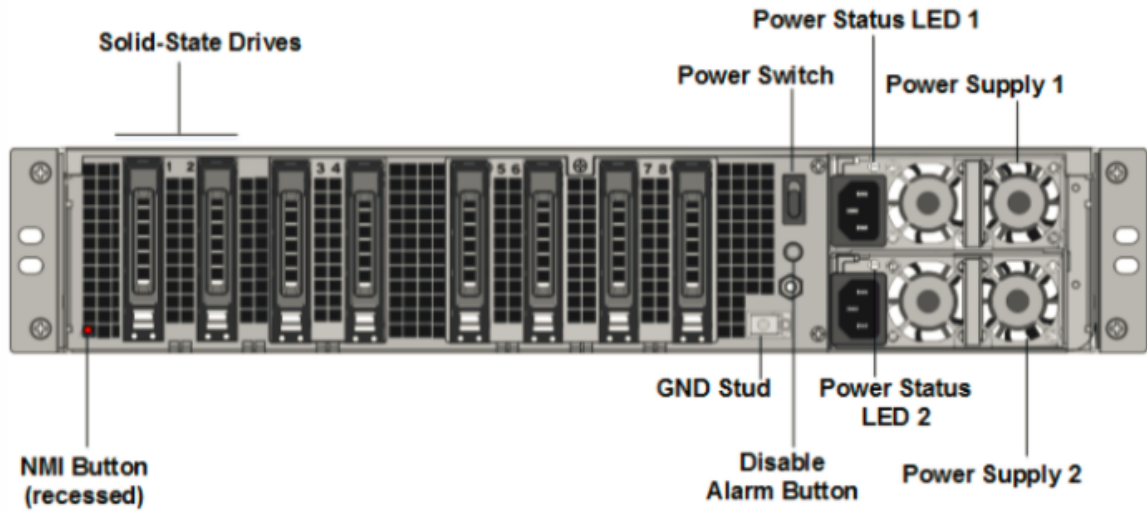 Power Status LED 1
Solid-State Drives
Power Switch
Power Supply 1
1 2 3 4 5 6 7 8
GND Stud
Power Status
LED 2
NMI Button
(recessed)
Disable
Alarm Button
Power Supply 2